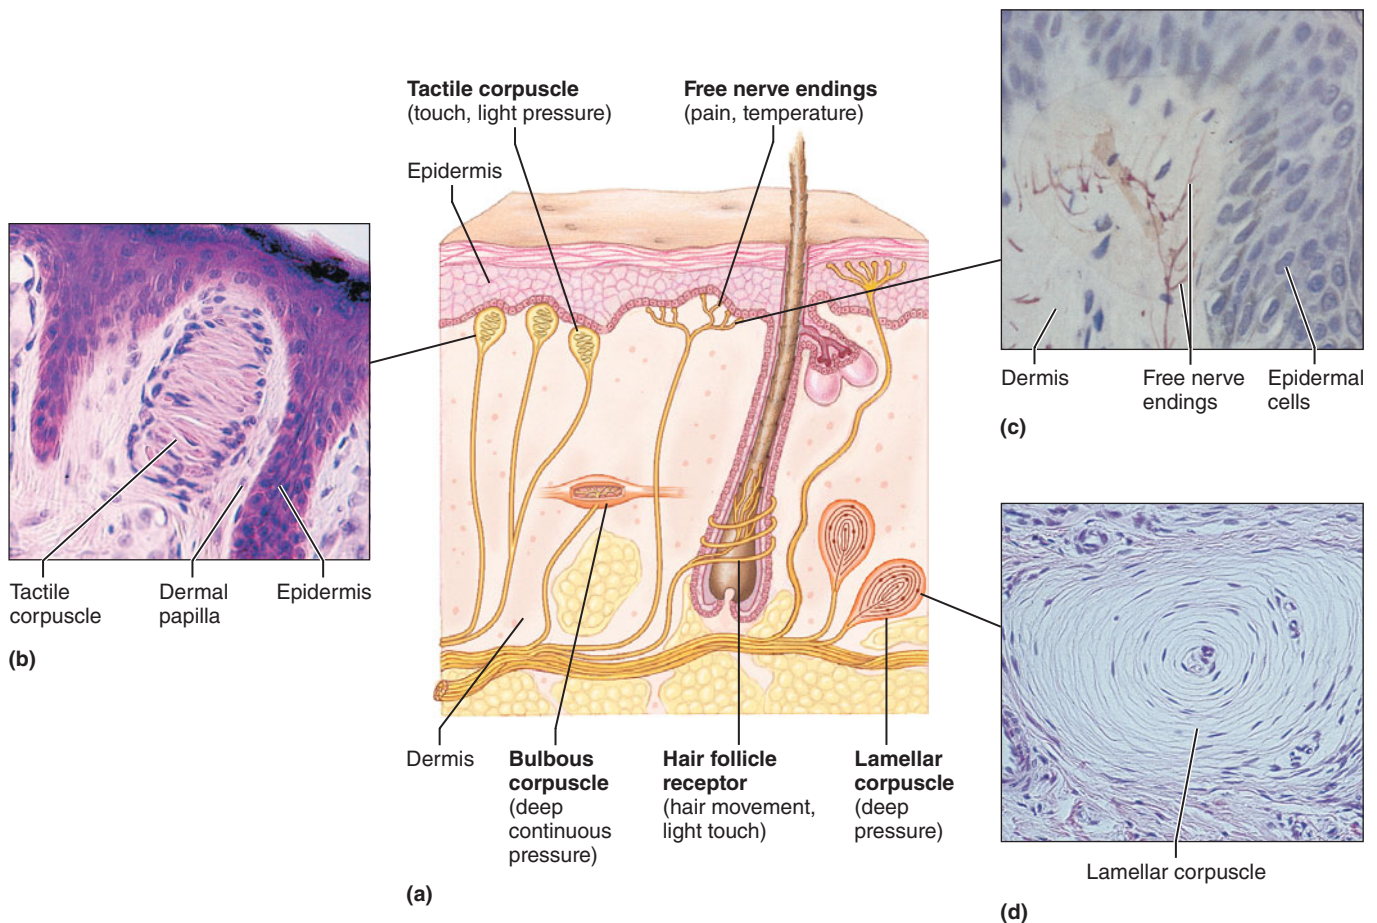 Tactile corpuscle
(touch, light pressure)
Free nerve endings
(pain, temperature)
Epidermis
Tactile
corpuscle
Dermal
papilla
Epidermis
(b)
Dermis
Bulbous
corpuscle
(deep
continuous
pressure)
Hair follicle
receptor
(hair movement,
light touch)
Lamellar
corpuscle
(deep
pressure)
(a)
Dermis
Free nerve
endings
Epidermal
cells
(c)
Lamellar corpuscle
(d)